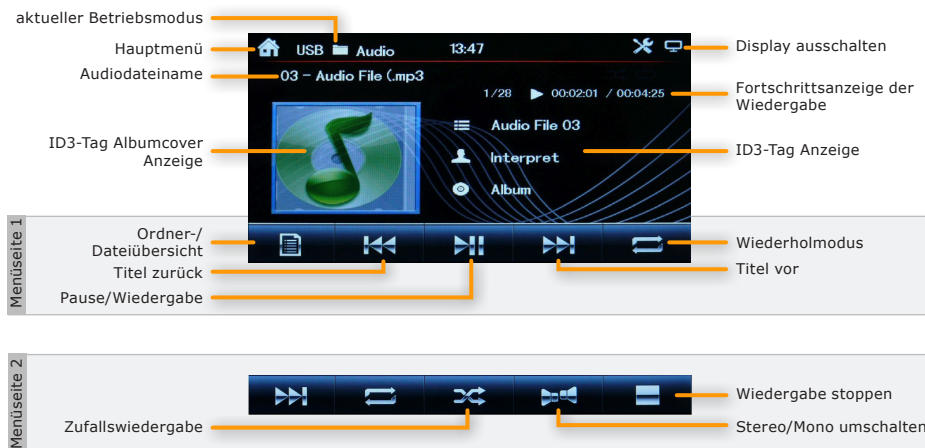 aktueller Betriebsmodus
Hauptmenü
Audiodateiname
ID3-Tag Albumcover
Anzeige
USB Audio 13:47
03 - Audio File (.mp3
1/28 00:02:01 / 00:04:25
Audio File 03
Interpret
Album
Display ausschalten
Fortschrittsanzeige der
Wiedergabe
ID3-Tag Anzeige
Menüseite 1
Ordner-/
Dateiübersicht
Titel zurück
Pause/Wiedergabe
Wiederholmodus
Titel vor
Menüseite 2
Zufallswiedergabe
Wiedergabe stoppen
Stereo/Mono umschalten